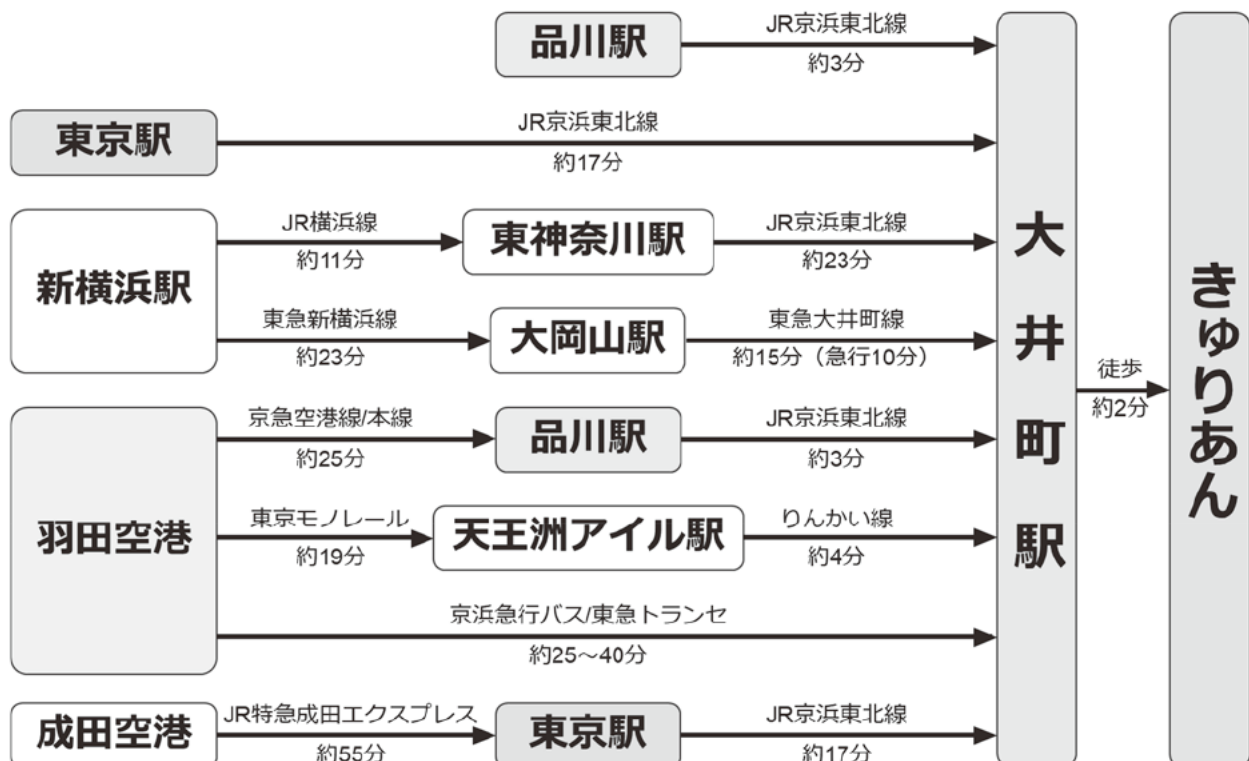 品川駅
JR京浜東北線
約3分
東京駅
JR京浜東北線
約17分
新横浜駅
JR横浜線
約11分
東神奈川駅
JR京浜東北線
約23分
東急新横浜線
約23分
大岡山駅
東急大井町線
約15分（急行10分）
羽田空港
京急空港線/本線
約25分
品川駅
JR京浜東北線
約3分
東京モノレール
約19分
天王洲アイル駅
りんかい線
約4分
京浜急行バス/東急トランセ
約25～40分
成田空港
JR特急成田エクスプレス
約55分
東京駅
JR京浜東北線
約17分
大井町駅
徒歩
約2分
きゅりあん